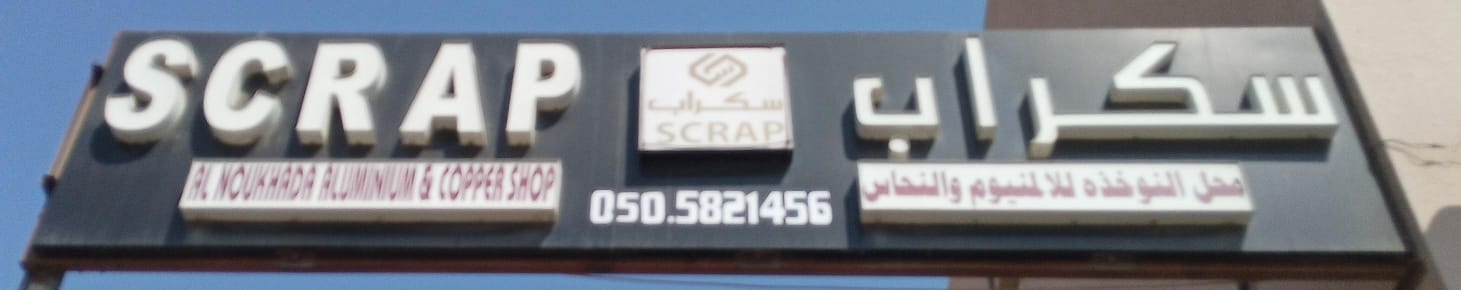 SCRAP
سكراب
SCRAP
سكراب
AL NOUKHADA ALUMINIUM & COPPER SHOP
050.5821456
محل النوخذه للالمنيوم والنحاس